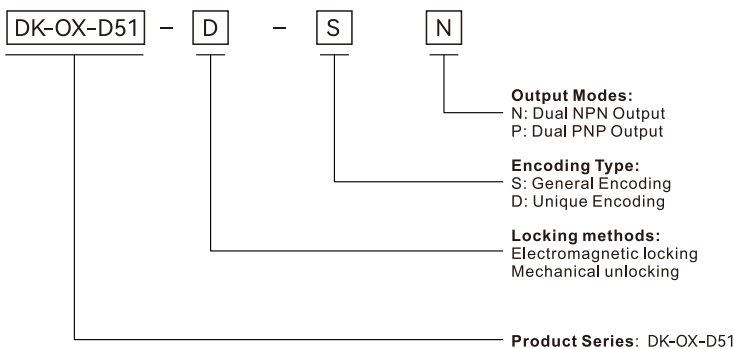 DK-OX-D51 - D - S N
Output Modes:
N: Dual NPN Output
P: Dual PNP Output
Encoding Type:
S: General Encoding
D: Unique Encoding
Locking methods:
Electromagnetic locking
Mechanical unlocking
Product Series: DK-OX-D51